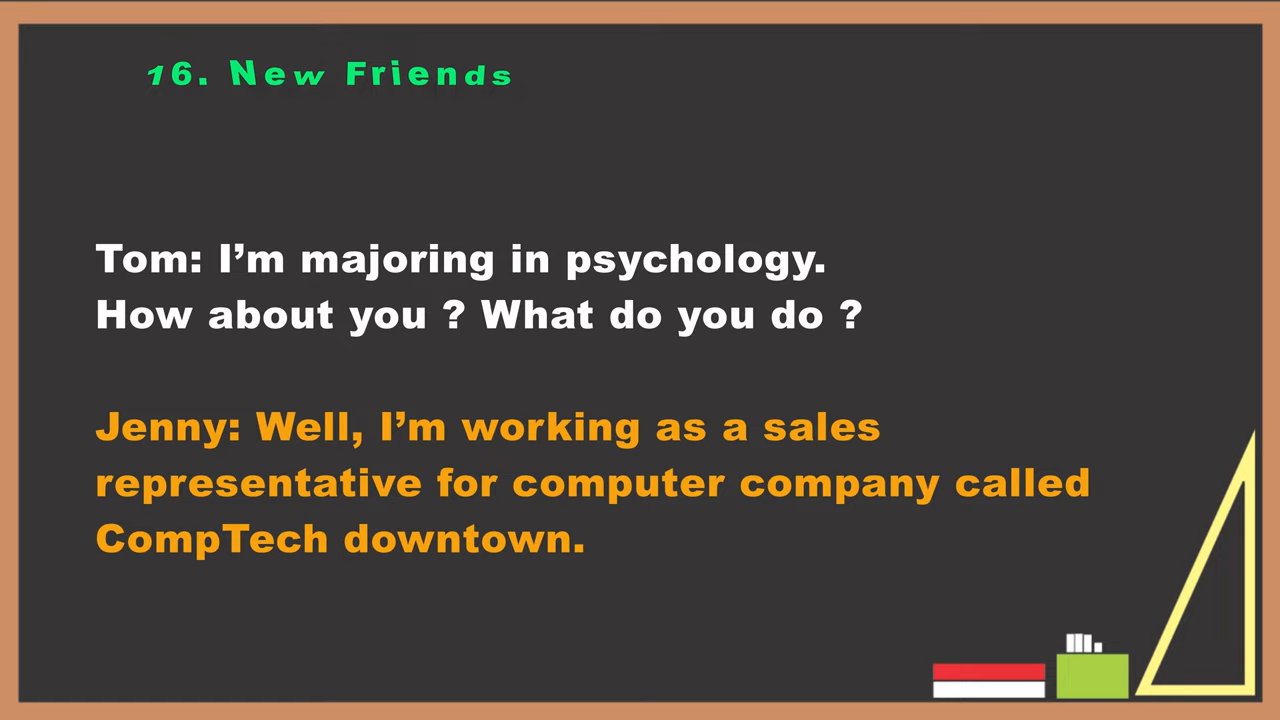 16. New Friends
Tom: I’m majoring in psychology.
How about you ? What do you do ?
Jenny: Well, I’m working as a sales
representative for computer company called
CompTech downtown.